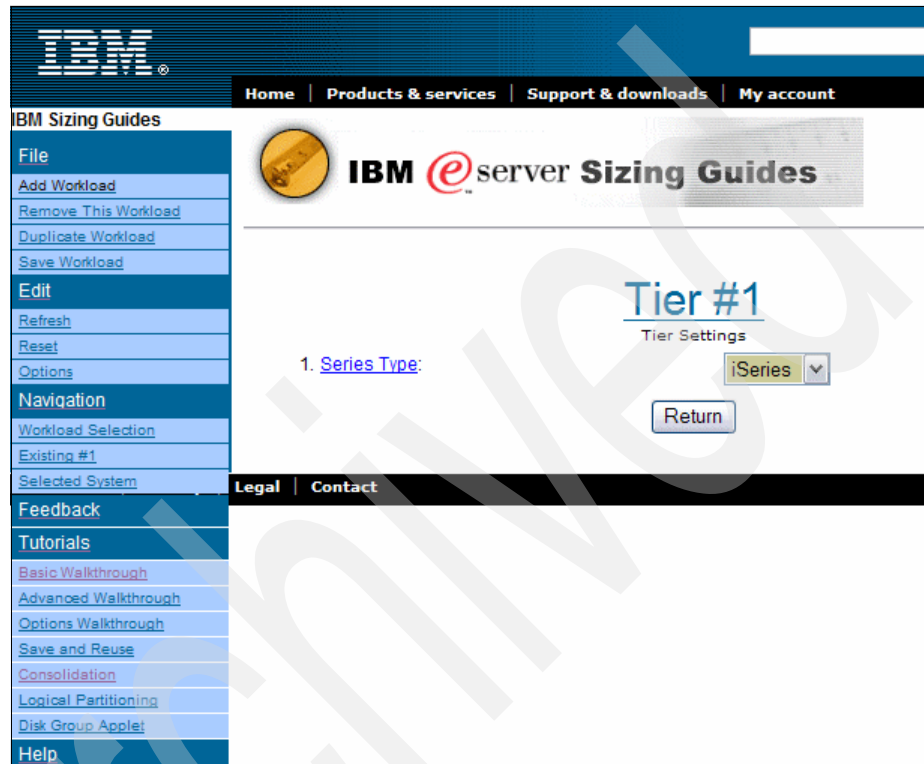 IBM®
Home | Products & services | Support & downloads | My account
IBM Sizing Guides
File
Add Workload
Remove This Workload
Duplicate Workload
Save Workload
Edit
Refresh
Reset
Options
Navigation
Workload Selection
Existing #1
Selected System
Feedback
Tutorials
Basic Walkthrough
Advanced Walkthrough
Options Walkthrough
Save and Reuse
Consolidation
Logical Partitioning
Disk Group Applet
Help
IBM eserver Sizing Guides
™
Tier #1
Tier Settings
1. Series Type:
iSeries
Return
Legal | Contact
Archived